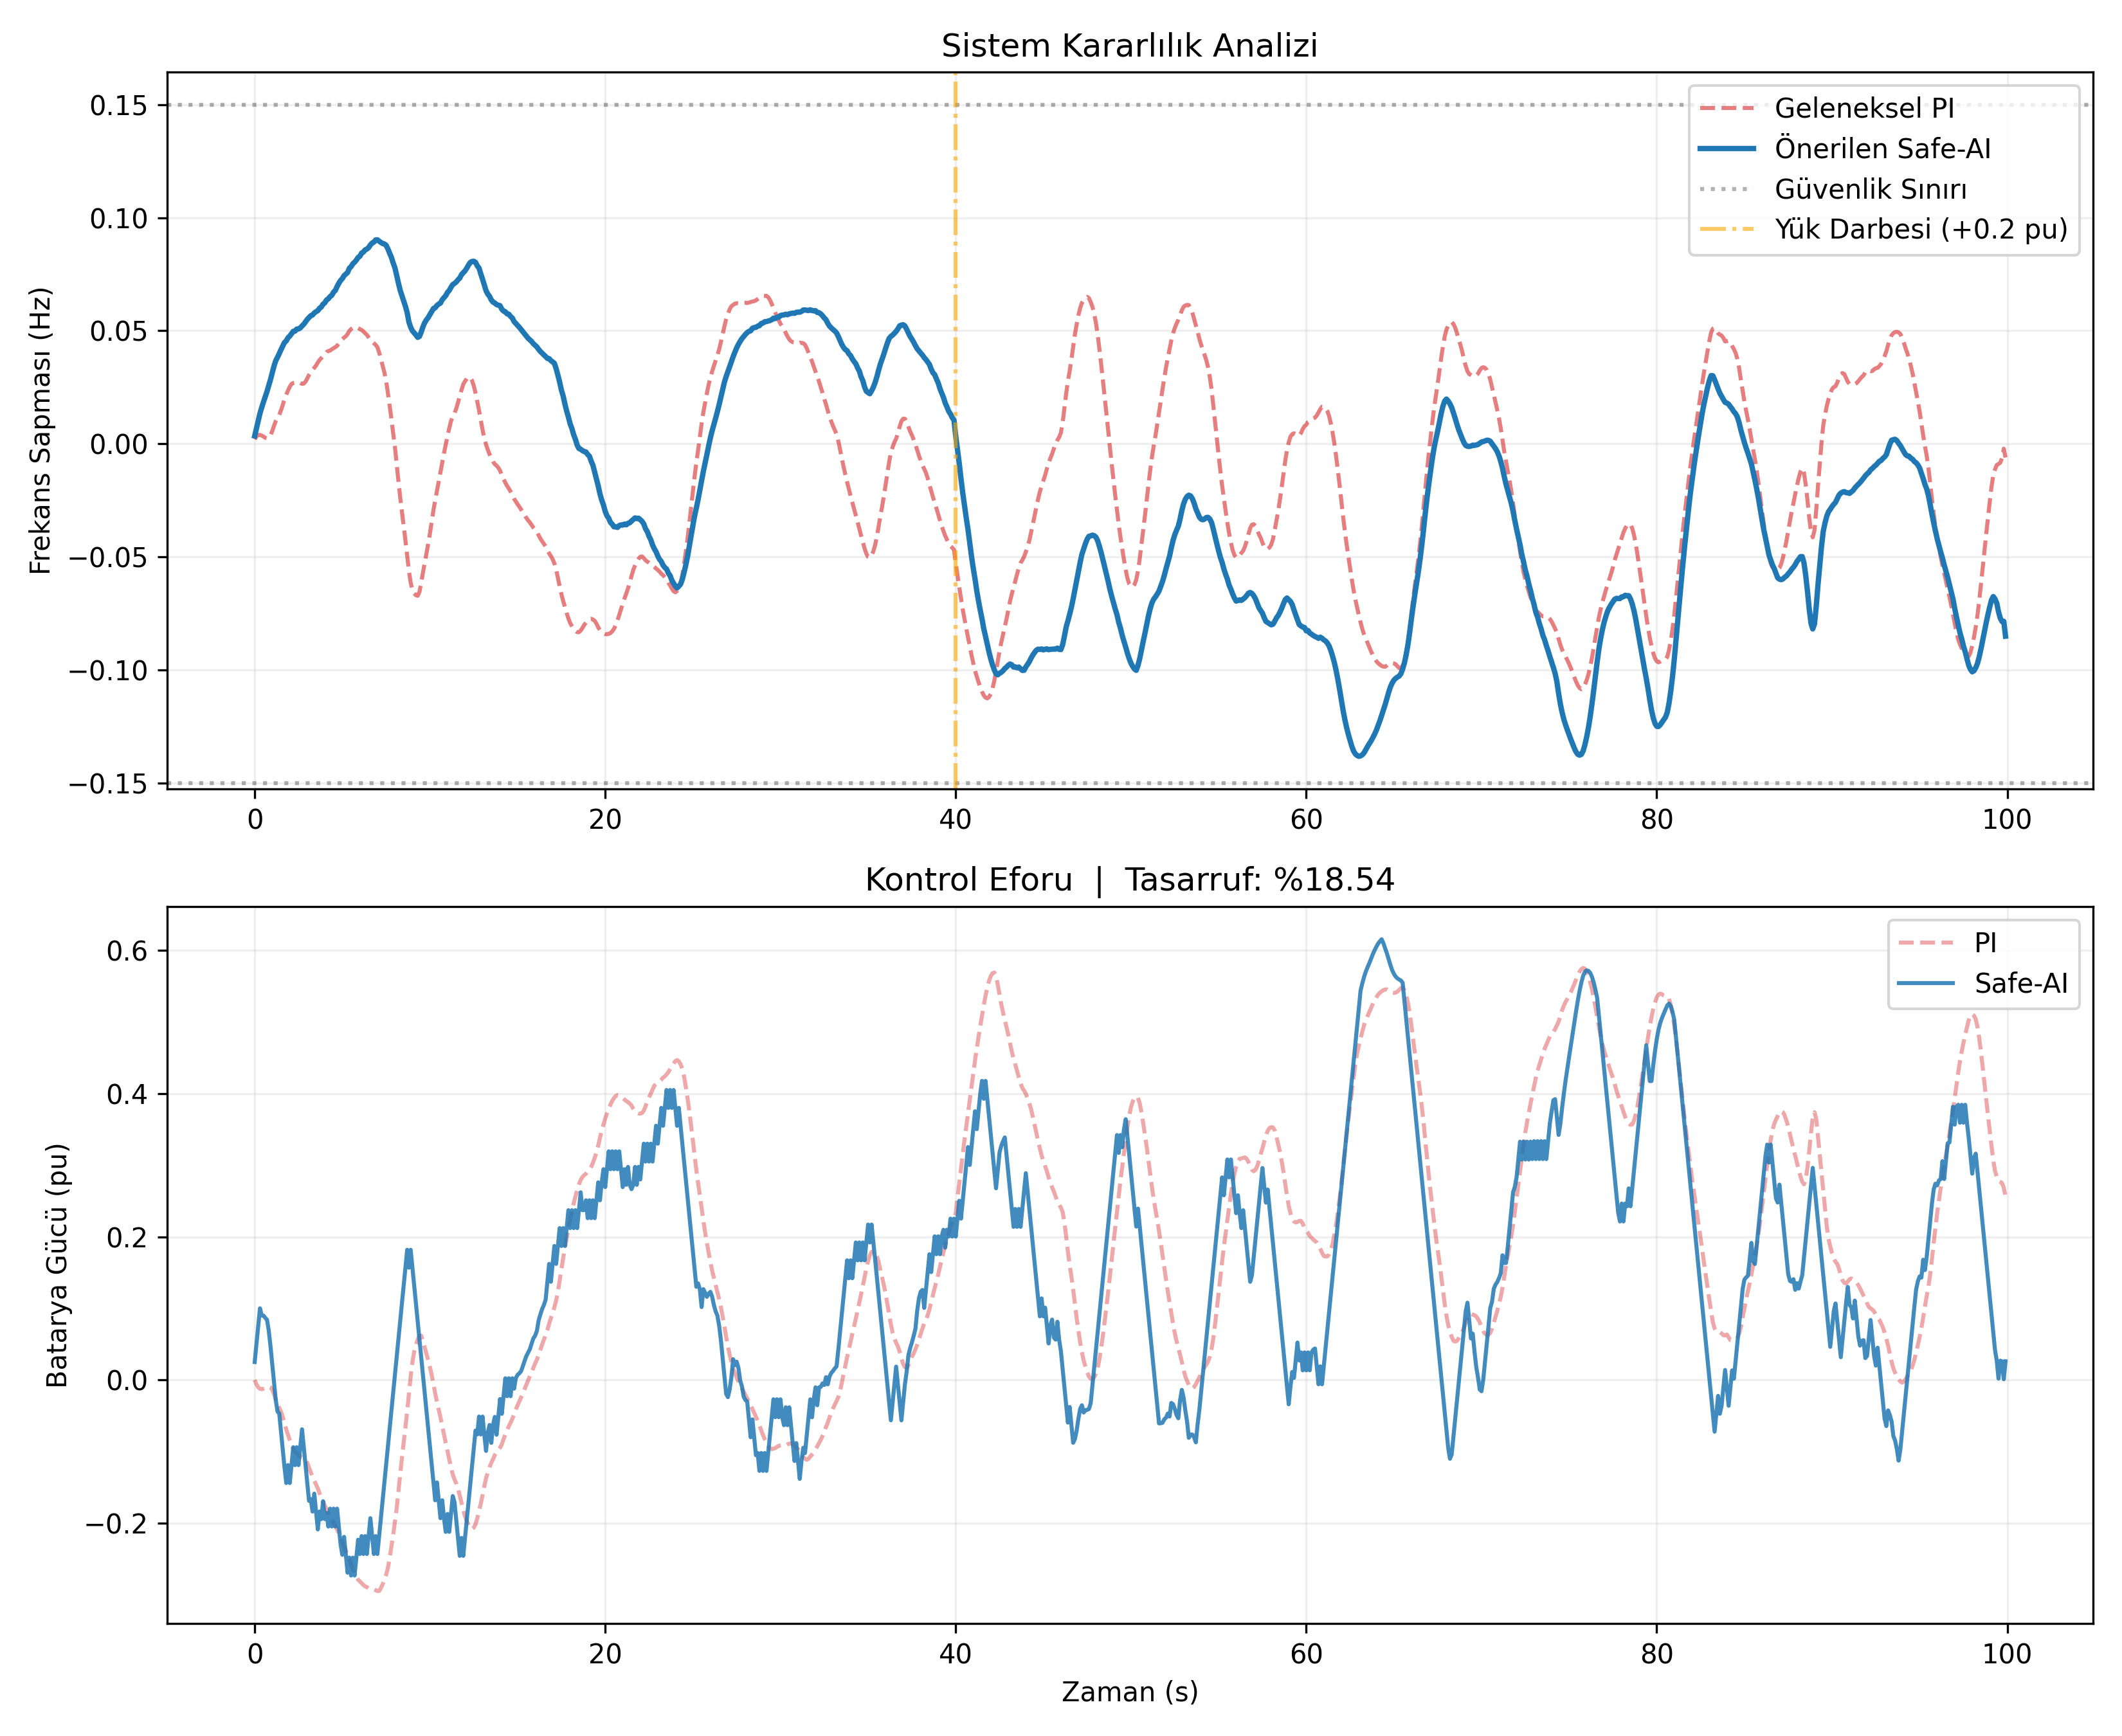 Sistem Kararlılık Analizi
Frekans Sapması (Hz)
0.15
0.10
0.05
0.00
−0.05
−0.10
−0.15
Geleneksel PI
Önerilen Safe-AI
Güvenlik Sınırı
Yük Darbesi (+0.2 pu)
0 20 40 60 80 100
Kontrol Eforu | Tasarruf: %18.54
Batarya Gücü (pu)
0.6
0.4
0.2
0.0
−0.2
PI
Safe-AI
0 20 40 60 80 100
Zaman (s)